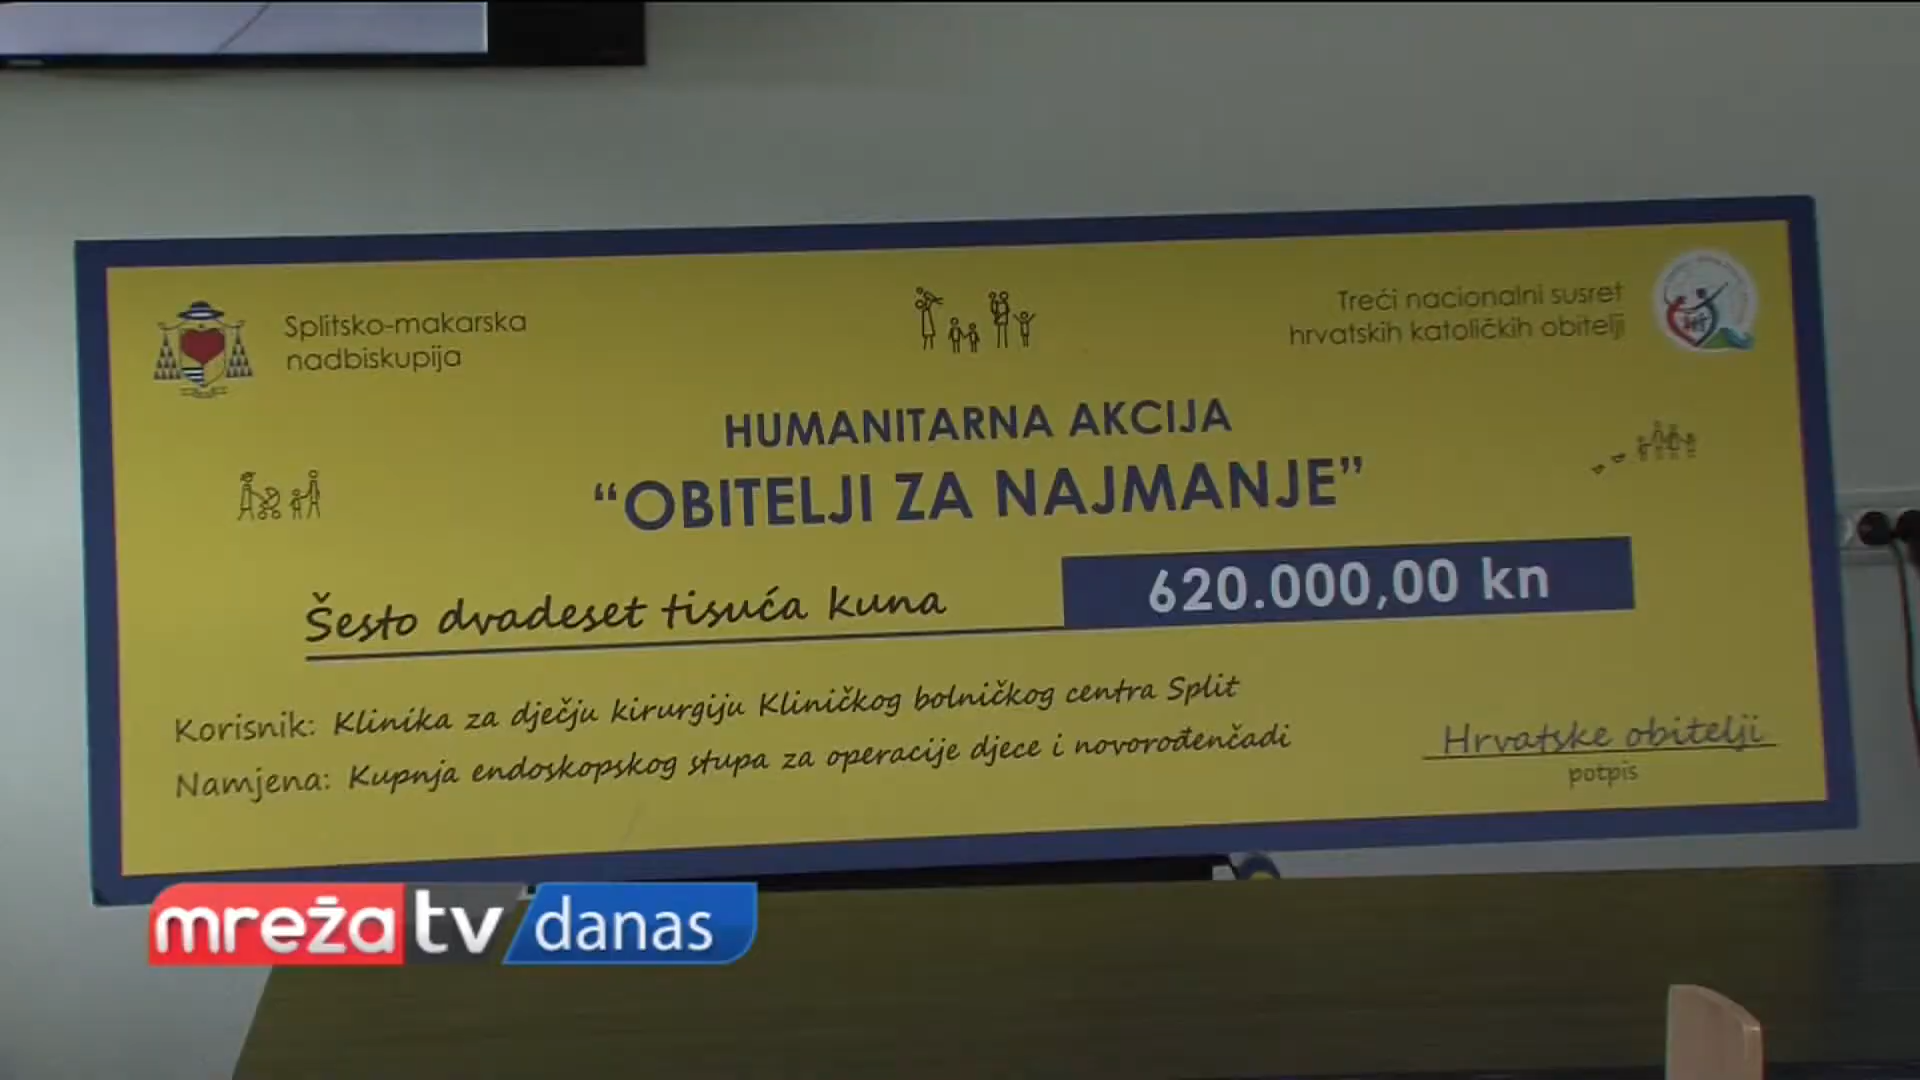 Splitsko-makarska
nadbiskupija
Treći nacionalni susret
hrvatskih katoličkih obitelji
HUMANITARNA AKCIJA
“OBITELJI ZA NAJMANJE”
Šesto dvadeset tisuća kuna
620.000,00 kn
Korisnik: Klinika za dječju kirurgiju Kliničkog bolničkog centra Split
Namjena: Kupnja endoskopskog stupa za operacije djece i novorođenčadi
Hrvatske obitelji
potpis
mreža tv danas